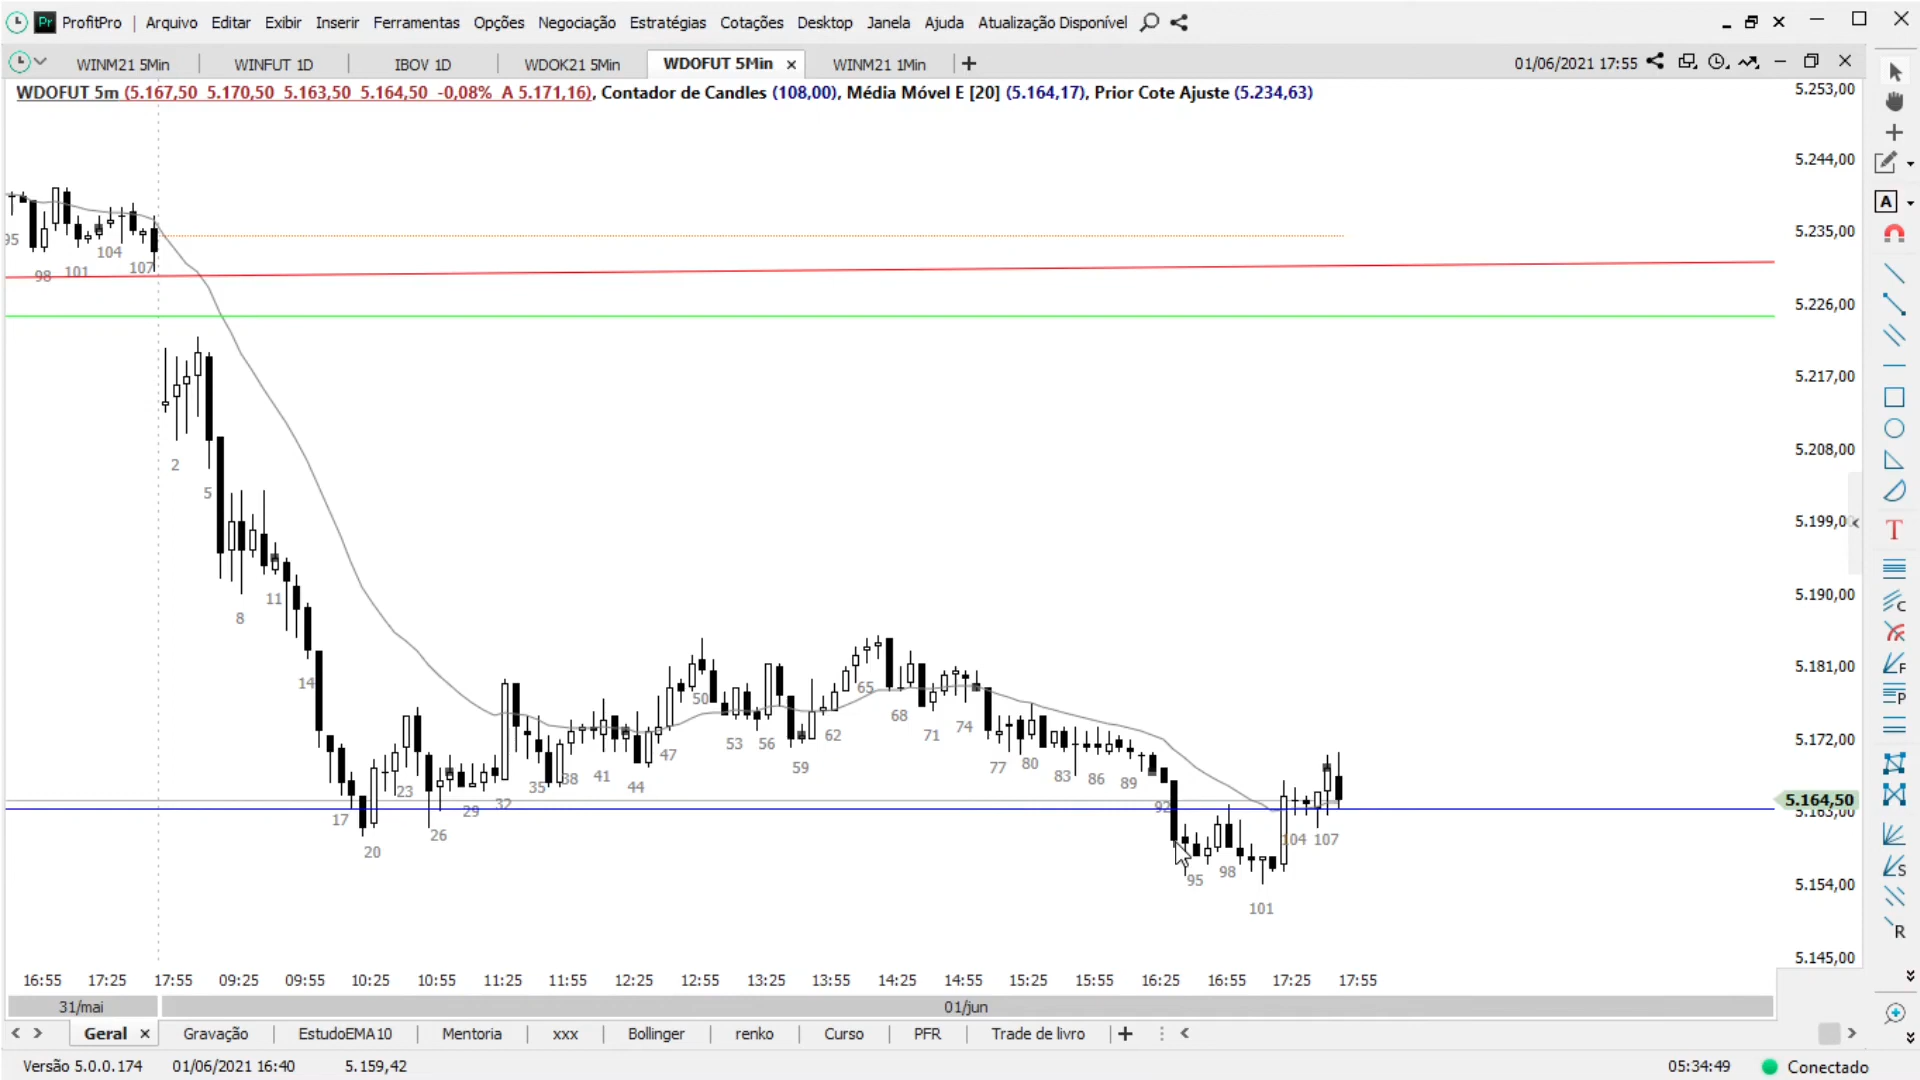 ProfitPro | Arquivo Editar Exibir Inserir Ferramentas Opções Negociação Estratégias Cotações Desktop Janela Ajuda Atualização Disponível
WINM21 5Min WINFUT 1D IBOV 1D WDOK21 5Min WDOFUT 5Min WINM21 1Min 01/06/2021 17:55
WDOFUT 5m (5.167,50 5.170,50 5.163,50 5.164,50 -0,08% A 5.171,16), Contador de Candles (108,00), Média Móvel E [20] (5.164,17), Prior Cote Ajuste (5.234,63)
5.253,00
5.244,00
5.235,00
5.226,00
5.217,00
5.208,00
5.199,0
5.190,00
5.181,00
5.172,00
5.164,50
5.163,00
5.154,00
5.145,00
95 98 101 104 107
2 5 8 11 14 17 20 23 26 29 32 35 38 41 44 47 50 53 56 59 62 65 68 71 74 77 80 83 86 89 92 95 98 101 104 107
16:55 17:25 17:55 09:25 09:55 10:25 10:55 11:25 11:55 12:25 12:55 13:25 13:55 14:25 14:55 15:25 15:55 16:25 16:55 17:25 17:55
31/mai 01/jun
Geral Gravação EstudoEMA10 Mentoria xxx Bollinger renko Curso PFR Trade de livro
Versão 5.0.0.174 01/06/2021 16:40 5.159,42 05:34:49 Conectado
Pr
A
T
C
F
P
S
R